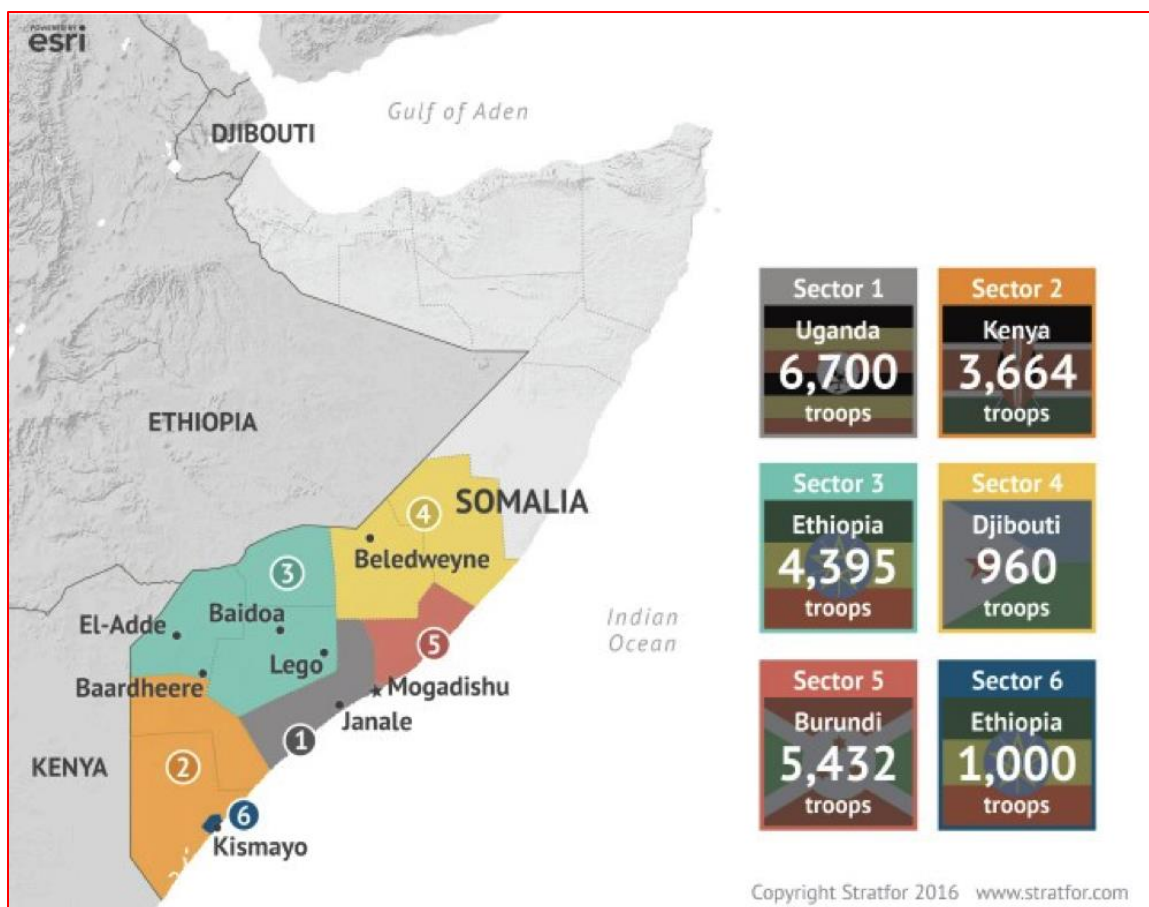 POWERED BY
esri
Gulf of Aden
DJIBOUTI
ETHIOPIA
SOMALIA
4
Beledweyne
3
Baidoa
El-Adde
Lego
5
Baardheere
Mogadishu
Janale
1
KENYA
2
6
Kismayo
Indian
Ocean
Sector 1
Uganda
6,700
troops
Sector 2
Kenya
3,664
troops
Sector 3
Ethiopia
4,395
troops
Sector 4
Djibouti
960
troops
Sector 5
Burundi
5,432
troops
Sector 6
Ethiopia
1,000
troops
Copyright Stratfor 2016 www.stratfor.com